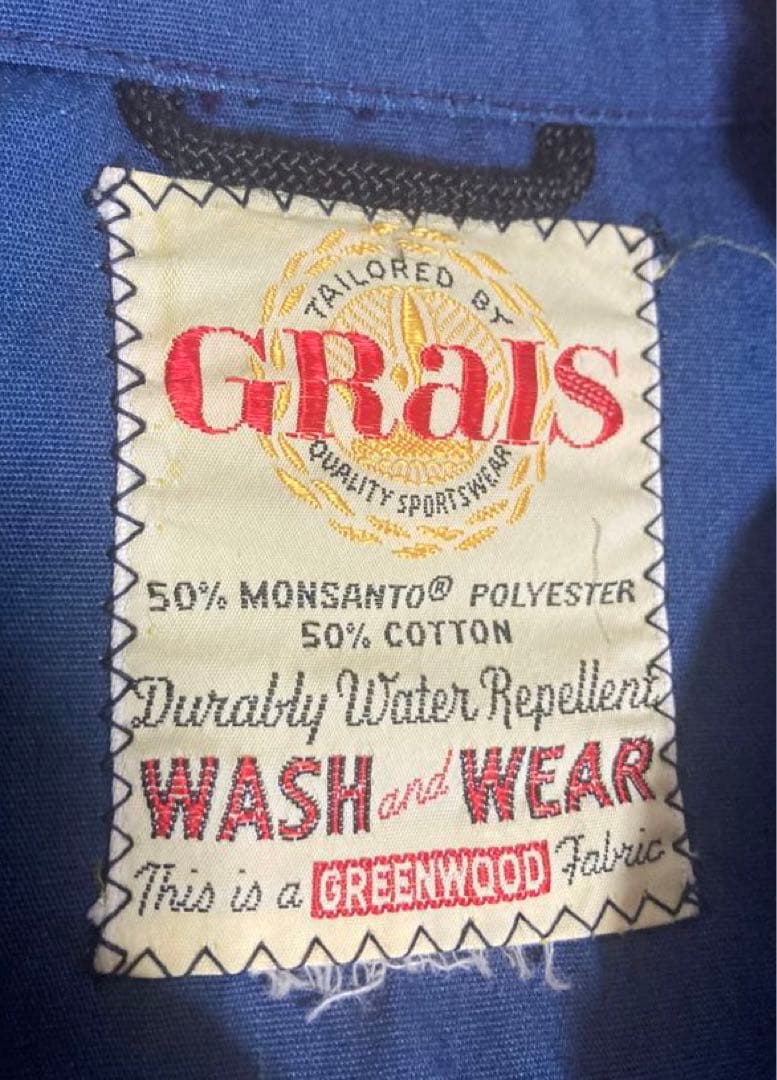 TAILORED BY
GRaIS
QUALITY SPORTSWEAR
50% MONSANTO® POLYESTER
50% COTTON
Durably Water Repellent
WASH and WEAR
This is a GREENWOOD Fabric